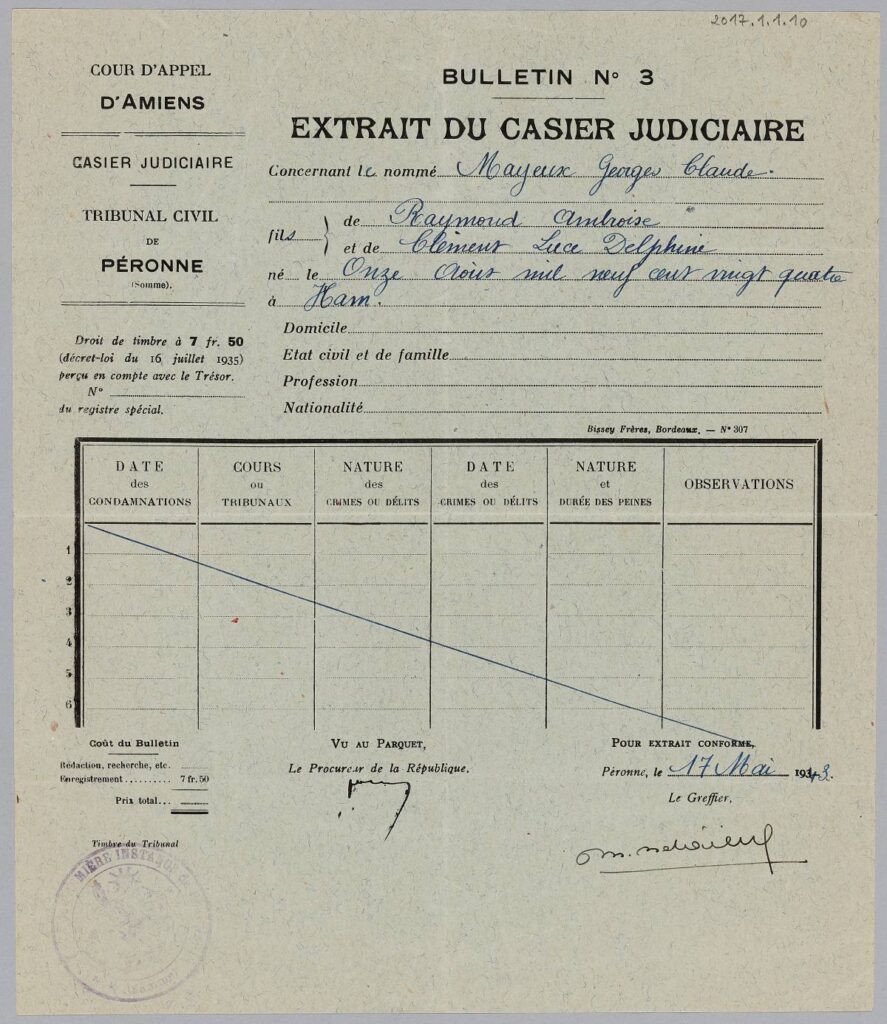 2017.1.1.10
COUR D'APPEL
D'AMIENS
CASIER JUDICIAIRE
TRIBUNAL CIVIL
DE
PÉRONNE
(Somme).
Droit de timbre à 7 fr. 50
(décret-loi du 16 juillet 1935)
perçu en compte avec le Trésor.
N°
du registre spécial.
BULLETIN N° 3
EXTRAIT DU CASIER JUDICIAIRE
Concernant le nommé Mayeux Georges Claude.
fils
de Raymond Ambroise
et de Clément Luce Delphine
né le Onze Août mil neuf cent vingt quatre
à Ham.
Domicile
Etat civil et de famille
Profession
Nationalité
Bissey Frères, Bordeaux. — N° 307
DATE
des
CONDAMNATIONS
COURS
ou
TRIBUNAUX
NATURE
des
CRIMES OU DÉLITS
DATE
des
CRIMES OU DÉLITS
NATURE
et
DURÉE DES PEINES
OBSERVATIONS
1
2
3
4
5
6
Coût du Bulletin
Rédaction, recherche, etc.
Enregistrement 7 fr. 50
Prix total
Timbre du Tribunal
MIÈRE INSTANCE
VU AU PARQUET,
Le Procureur de la République,
POUR EXTRAIT CONFORME,
Péronne, le 17 Mai 1943.
Le Greffier,